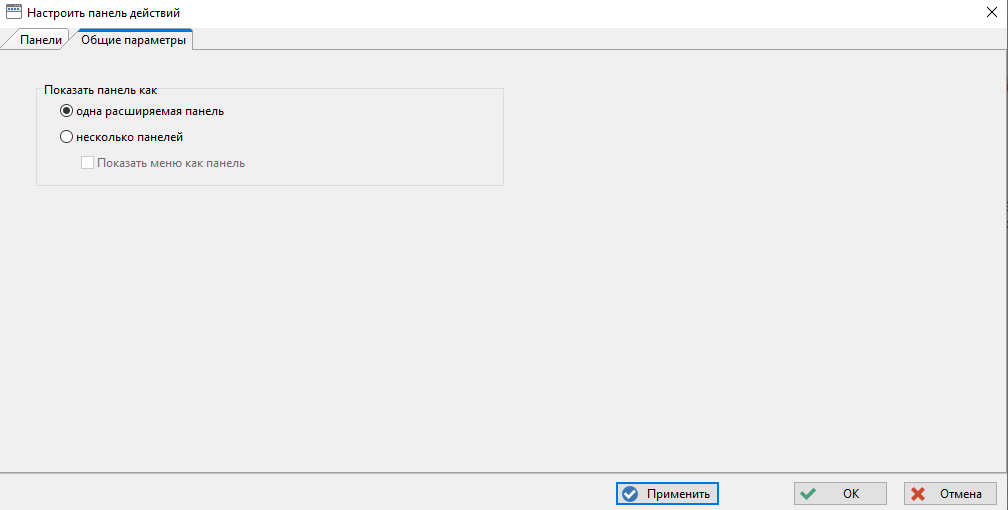 Настроить панель действий
Панели
Общие параметры
Показать панель как
одна расширяемая панель
несколько панелей
Показать меню как панель
Применить
OK
Отмена